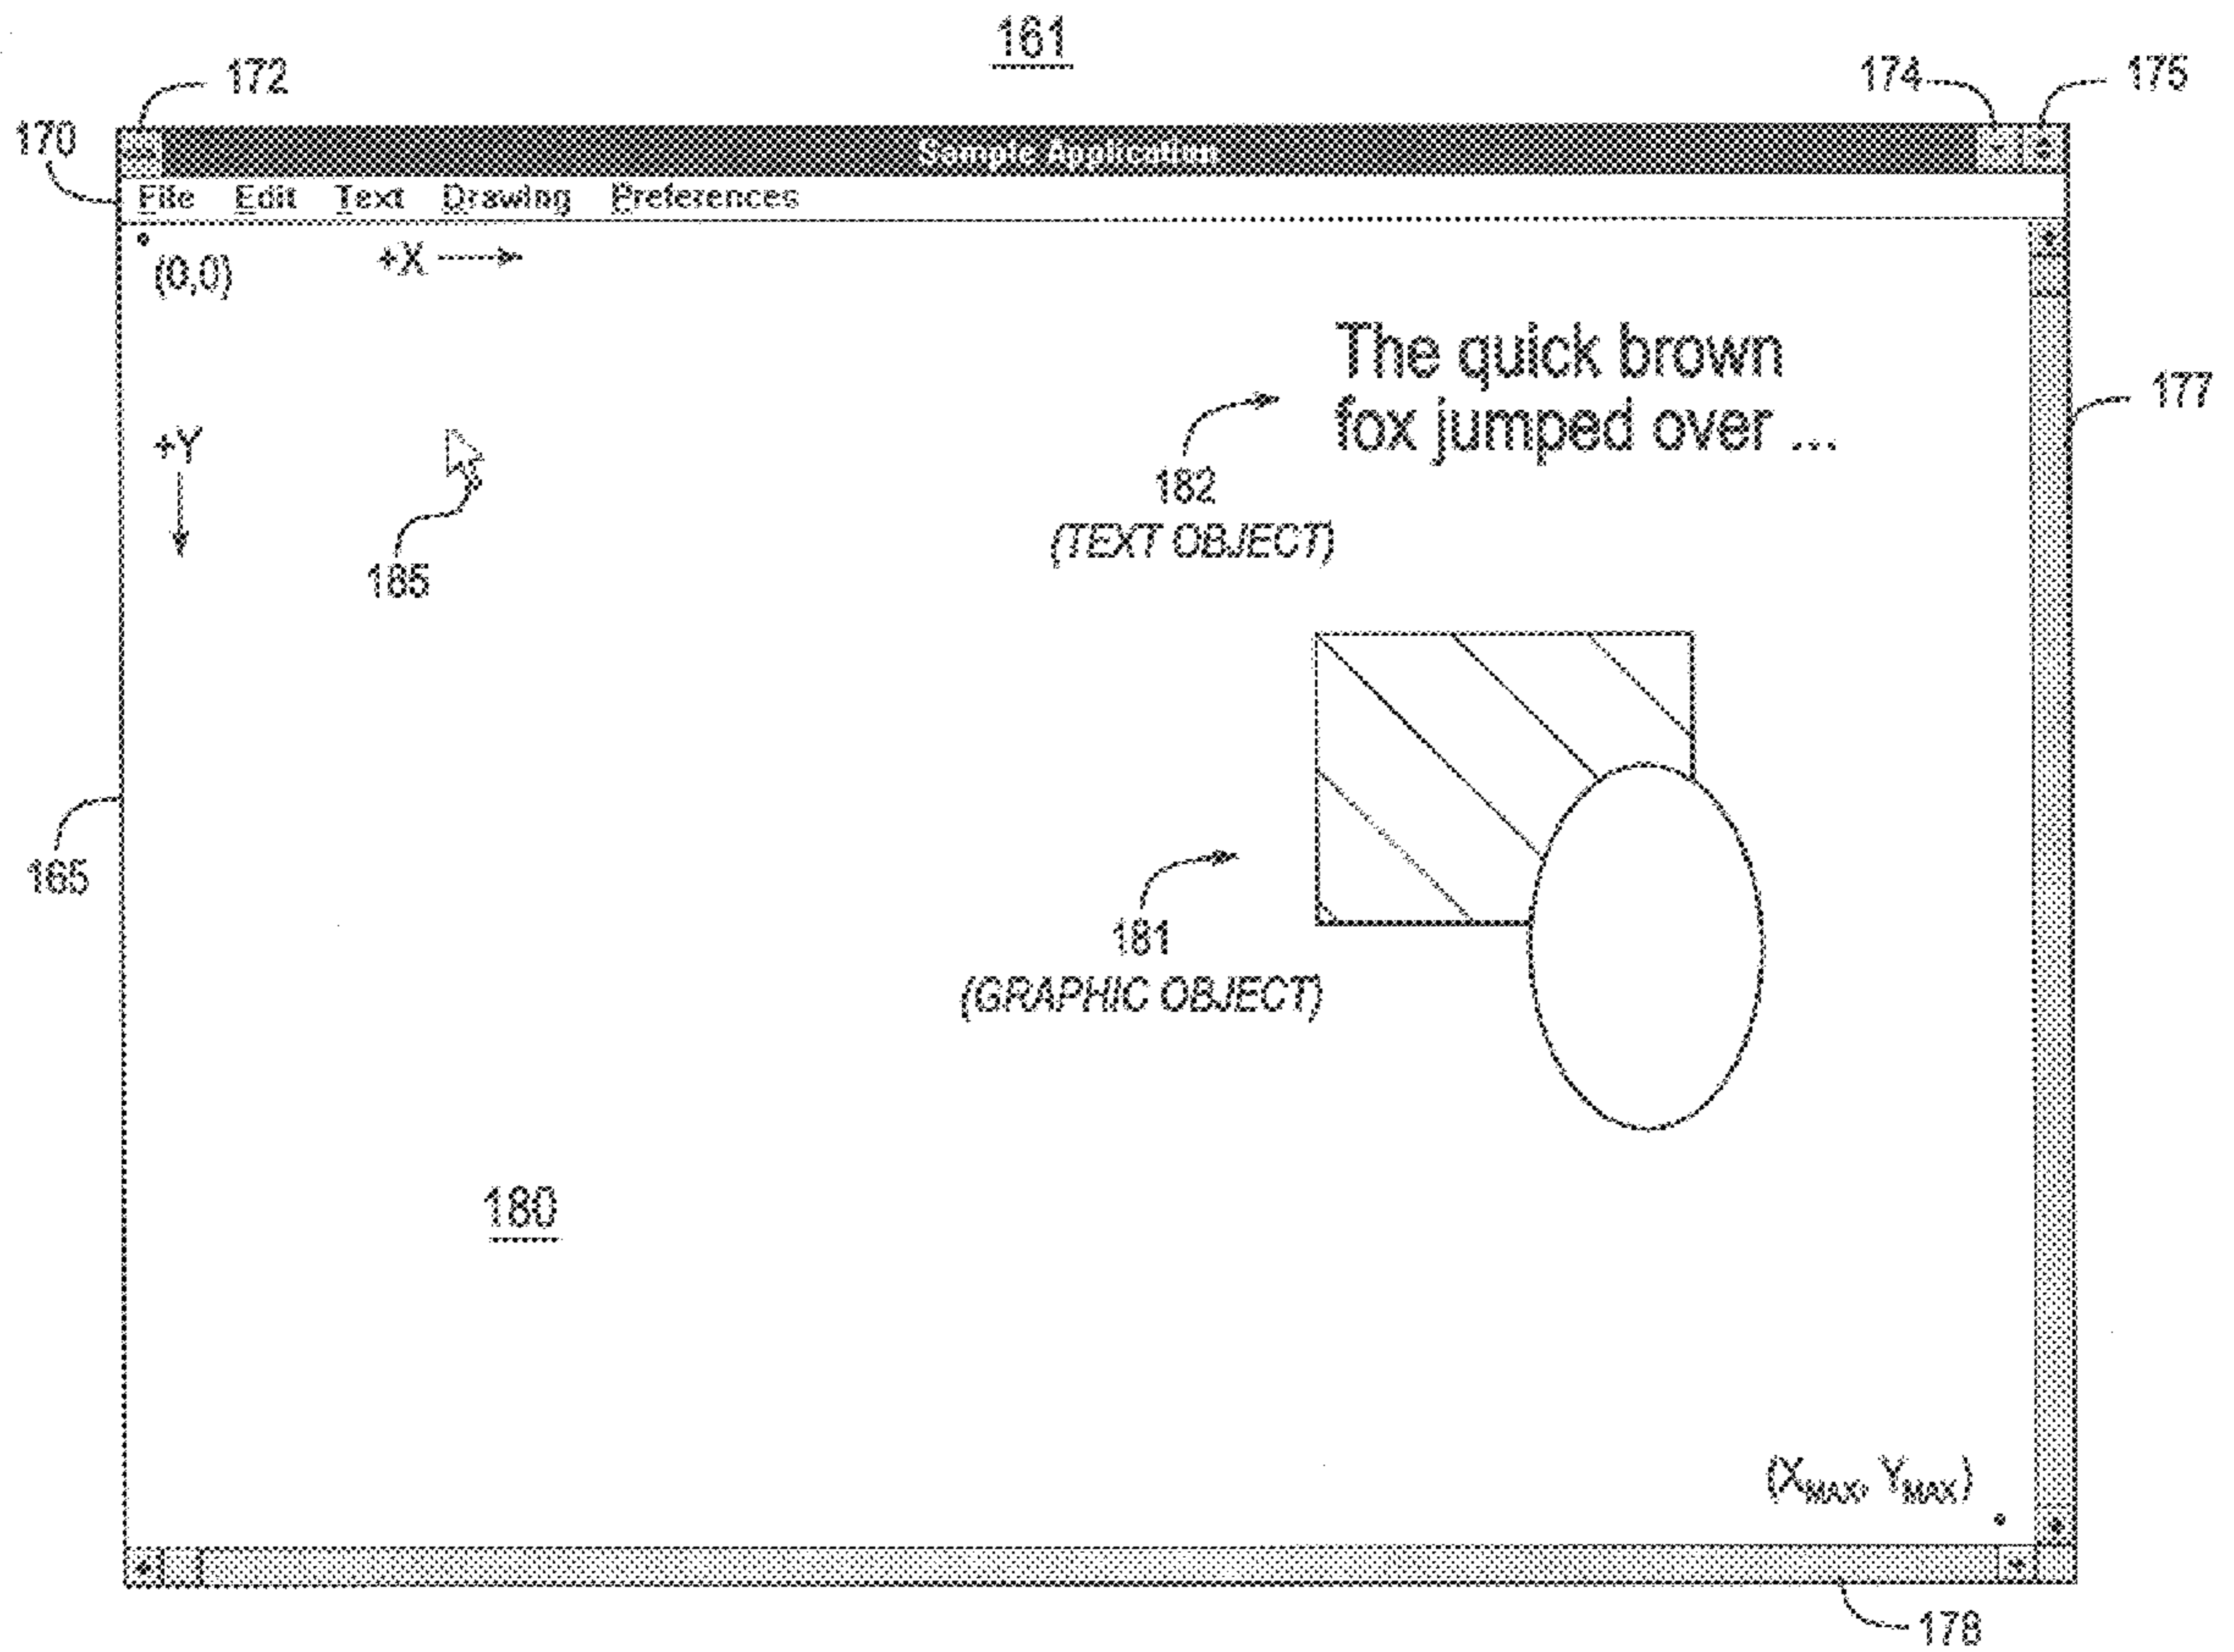 161
172
174
175
170
Sample Application
File Edit Text Drawing Preferences
(0,0)
+X
The quick brown
fox jumped over ...
177
+Y
182
(TEXT OBJECT)
185
165
181
(GRAPHIC OBJECT)
180
(XMAX, YMAX)
178